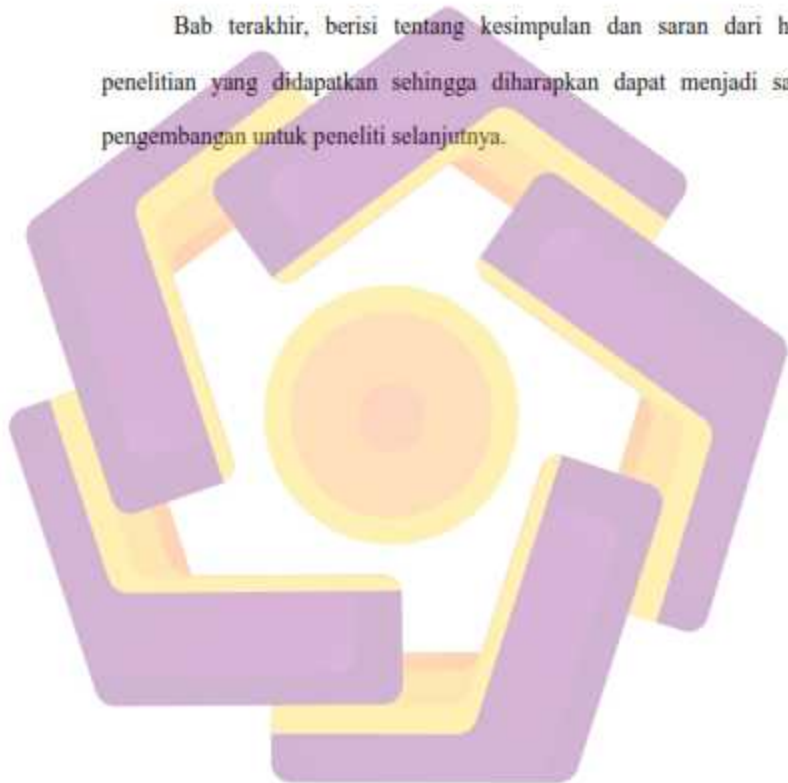 Bab terakhir, berisi tentang kesimpulan dan saran dari
penelitian yang didapatkan sehingga diharapkan dapat menjadi
pengembangan untuk peneliti selanjutnya.